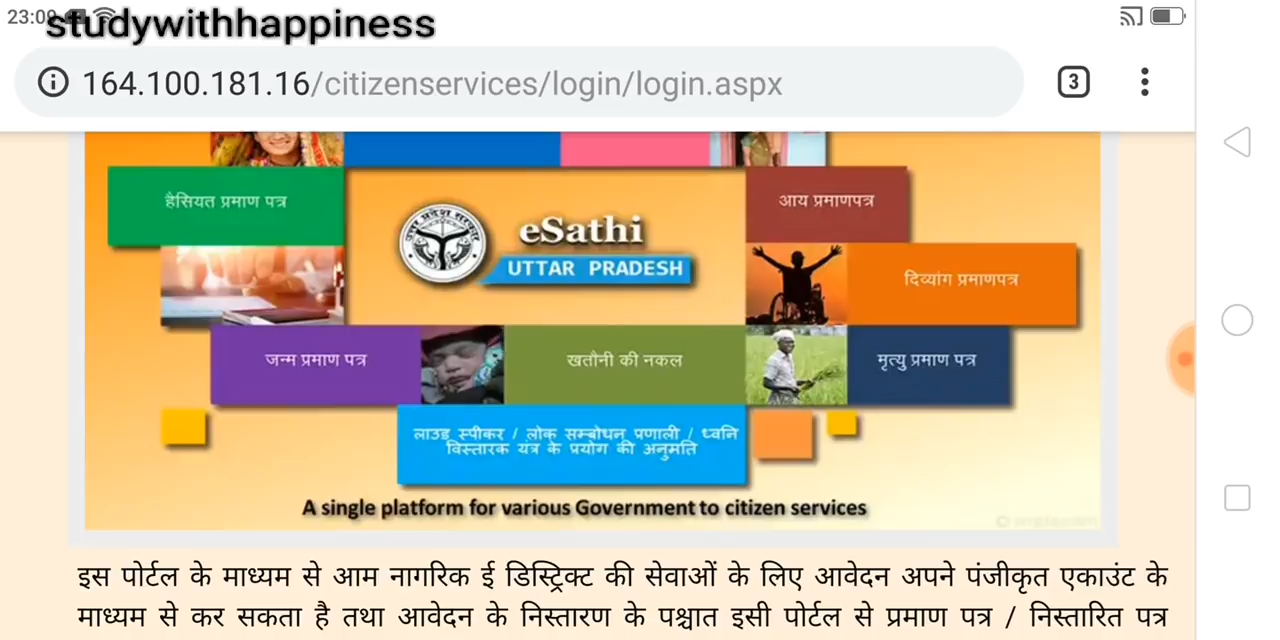 23:09
studywithhappiness
164.100.181.16/citizenservices/login/login.aspx
3
हैसियत प्रमाण पत्र
आय प्रमाणपत्र
eSathi
UTTAR PRADESH
दिव्यांग प्रमाणपत्र
जन्म प्रमाण पत्र
खतौनी की नकल
मृत्यु प्रमाण पत्र
लाउड स्पीकर / लोक सम्बोधन प्रणाली / ध्वनि
विस्तारक यंत्र के प्रयोग की अनुमति
A single platform for various Government to citizen services
इस पोर्टल के माध्यम से आम नागरिक ई डिस्ट्रिक्ट की सेवाओं के लिए आवेदन अपने पंजीकृत एकाउंट के
माध्यम से कर सकता है तथा आवेदन के निस्तारण के पश्चात इसी पोर्टल से प्रमाण पत्र / निस्तारित पत्र